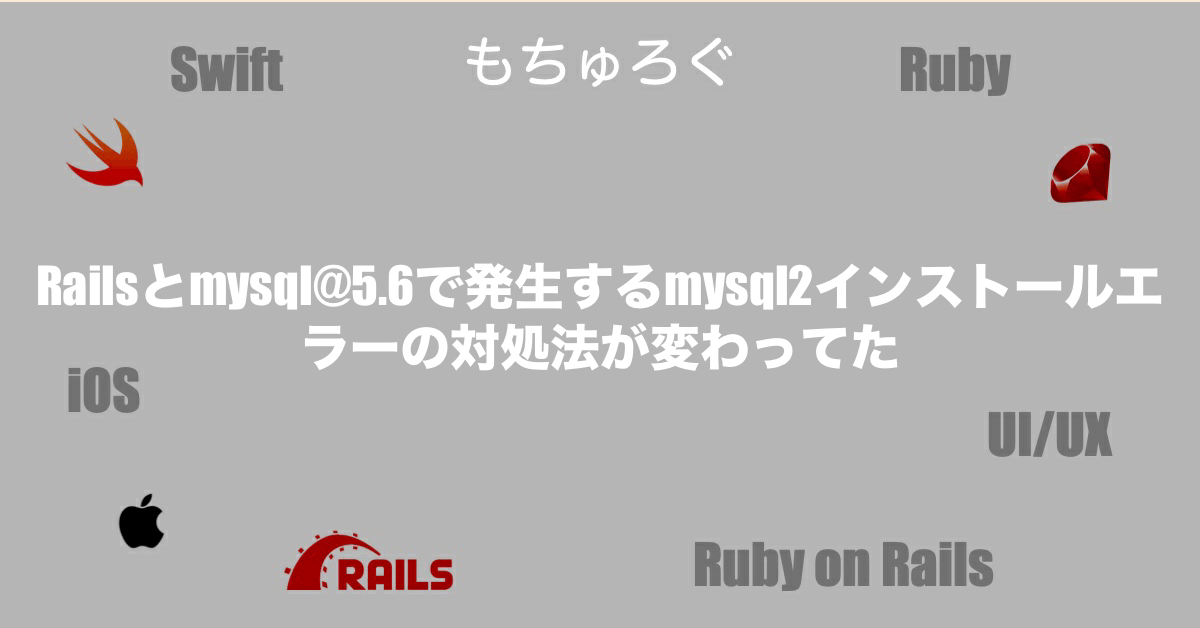 Swift
もちゅろぐ
Ruby
Railsとmysql@5.6で発生するmysql2インストールエ
ラーの対処法が変わってた
iOS
UI/UX
RAILS
Ruby on Rails